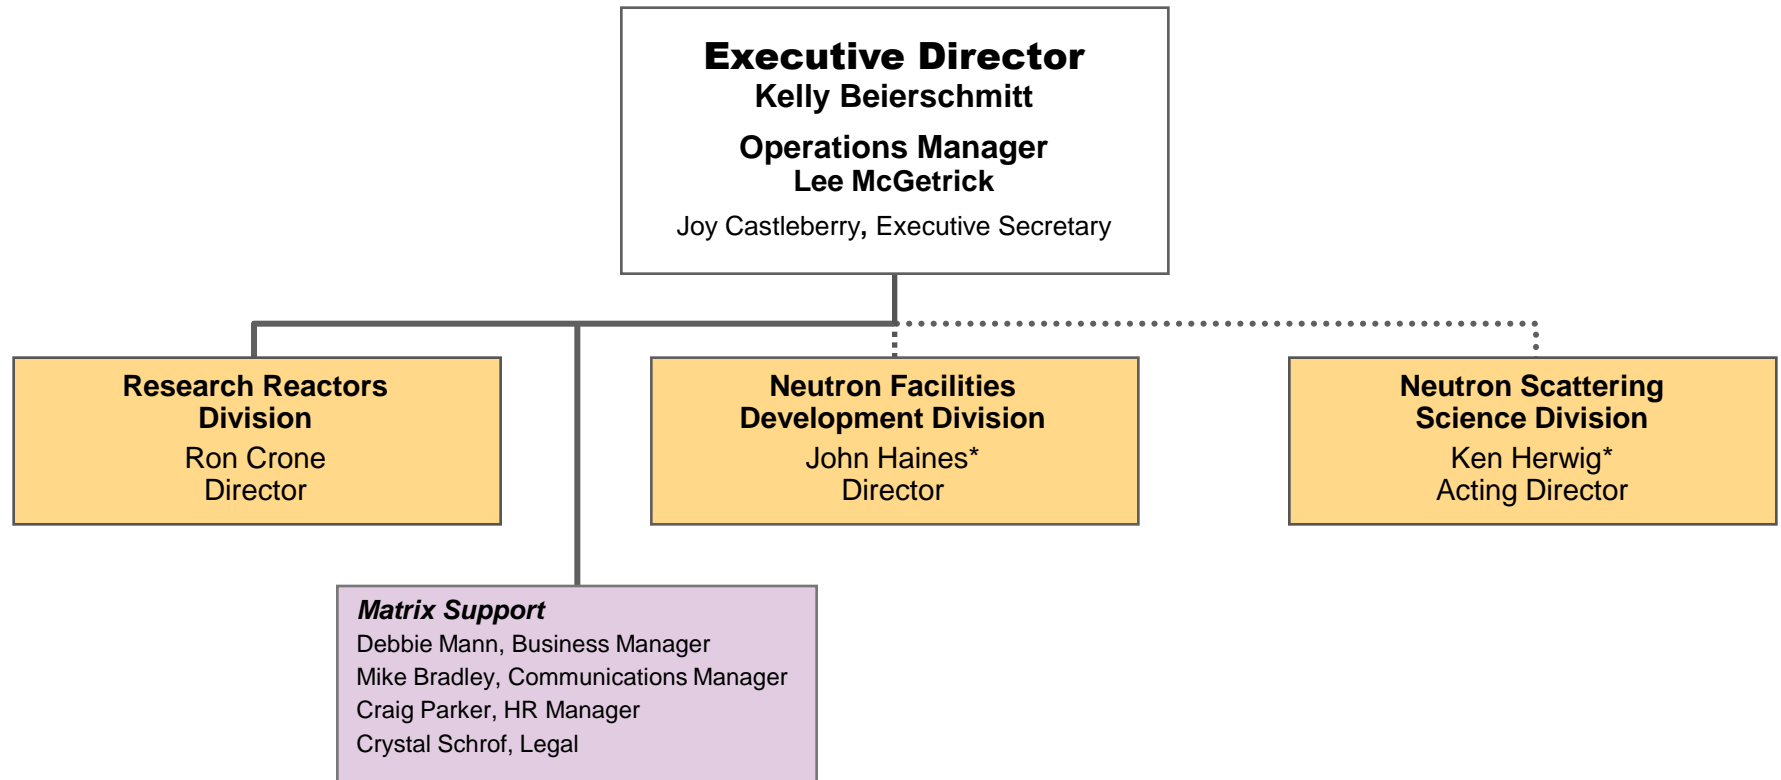 Executive Director
Kelly Beierschmitt
Operations Manager
Lee McGetrick
Joy Castleberry, Executive Secretary
Research Reactors
Division
Ron Crone
Director
Neutron Facilities
Development Division
John Haines*
Director
Neutron Scattering
Science Division
Ken Herwig*
Acting Director
Matrix Support
Debbie Mann, Business Manager
Mike Bradley, Communications Manager
Craig Parker, HR Manager
Crystal Schrof, Legal